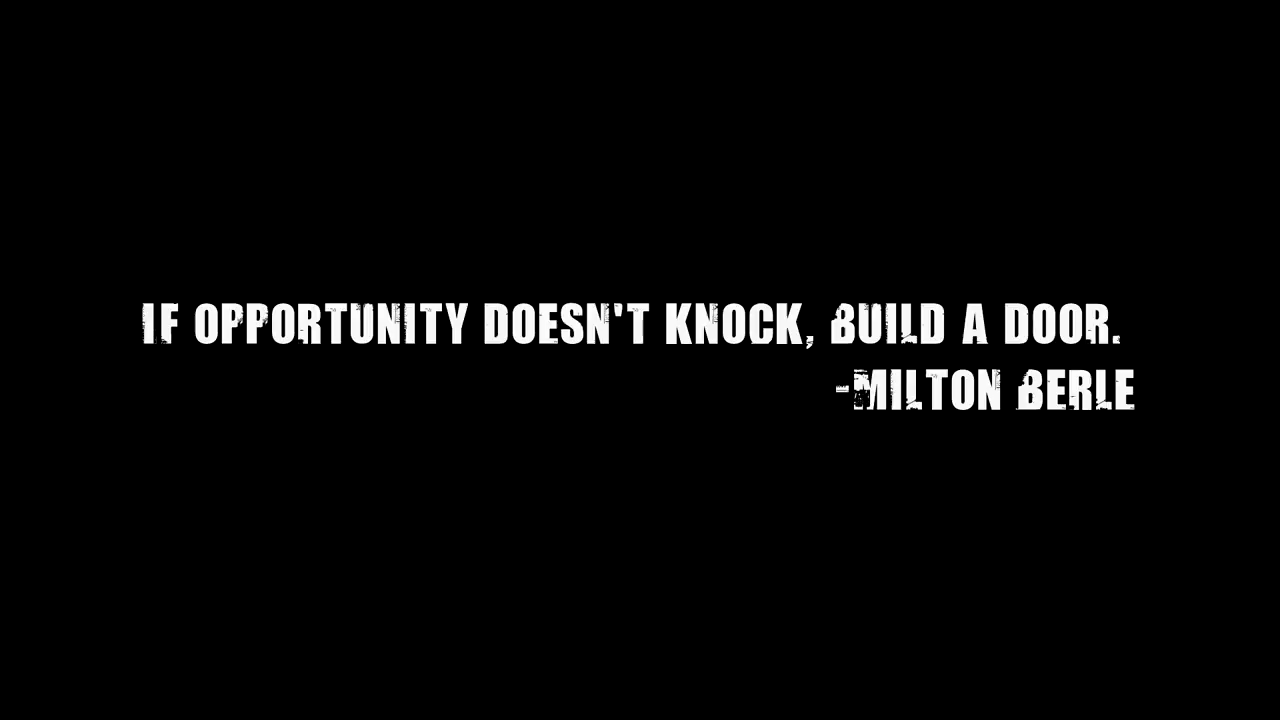 IF OPPORTUNITY DOESN'T KNOCK, BUILD A DOOR.
-MILTON BERLE